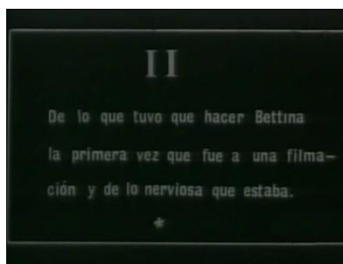 II
De lo que tuvo que hacer Bettina
la primera vez que fue a una filma-
ción y de lo nerviosa que estaba.
*